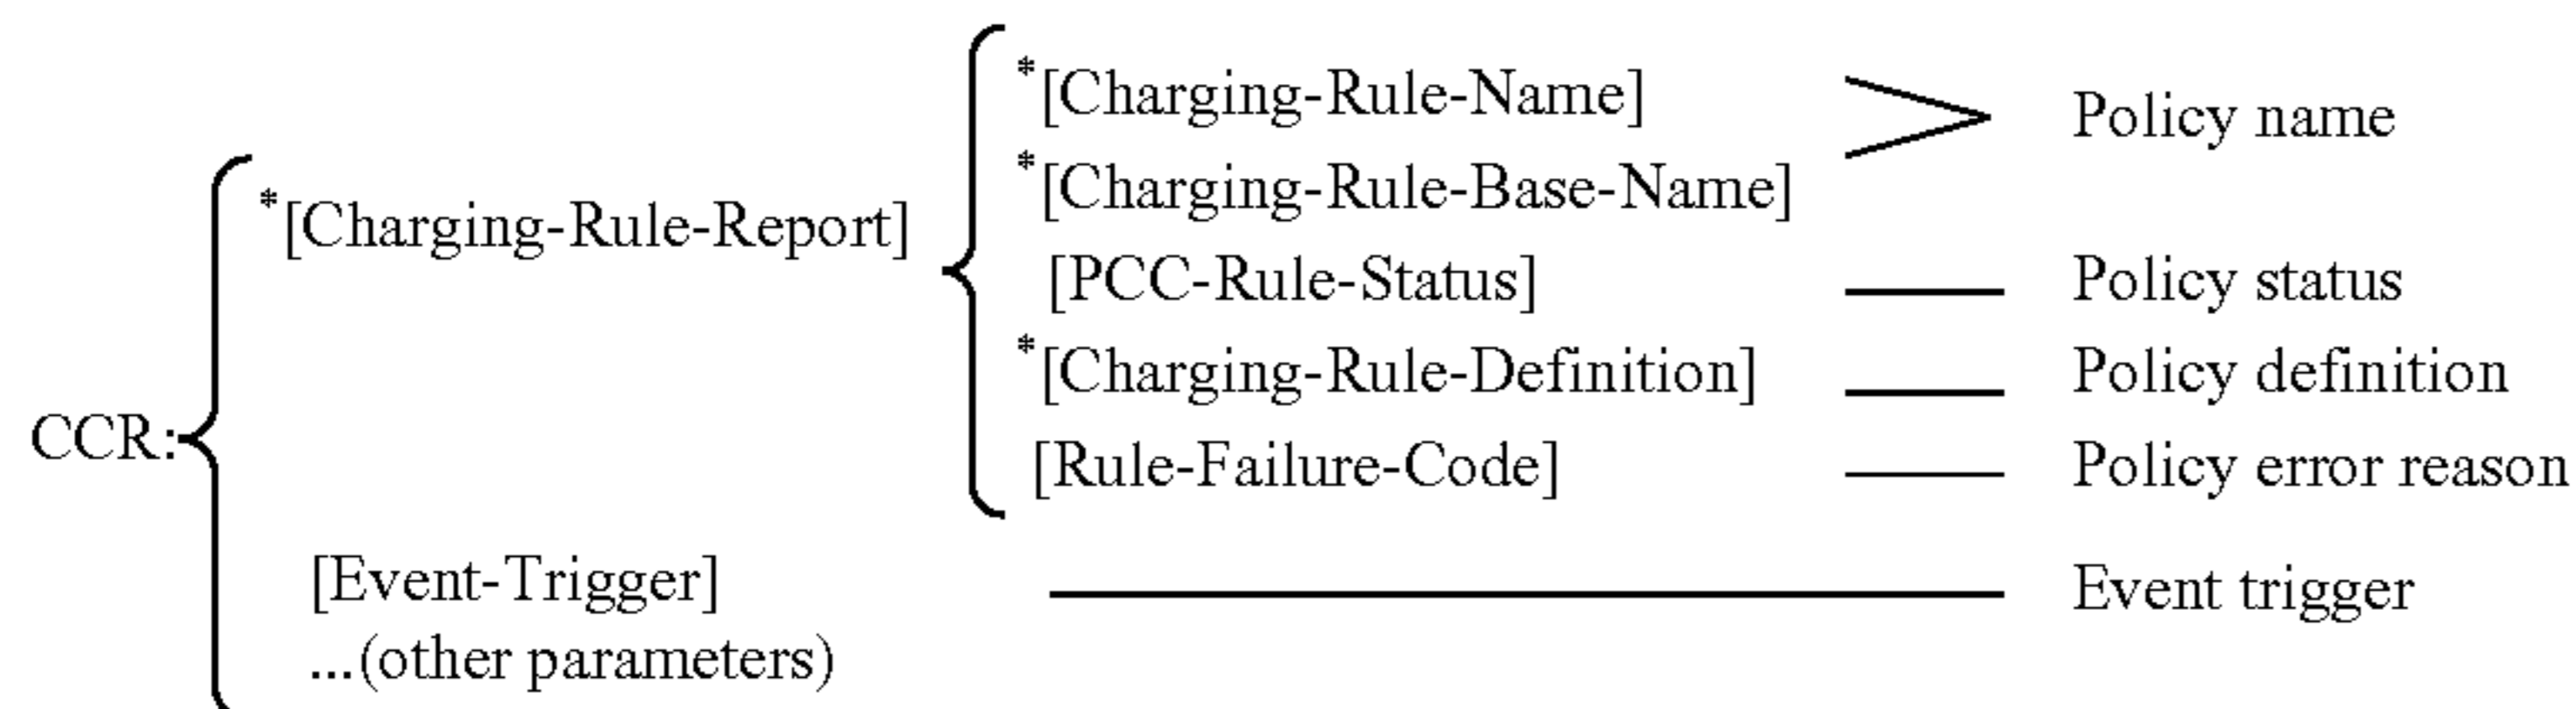 *[Charging-Rule-Name]
Policy name
*[Charging-Rule-Base-Name]
*[Charging-Rule-Report]
[PCC-Rule-Status]
Policy status
*[Charging-Rule-Definition]
Policy definition
CCR:
[Rule-Failure-Code]
Policy error reason
[Event-Trigger]
Event trigger
...(other parameters)